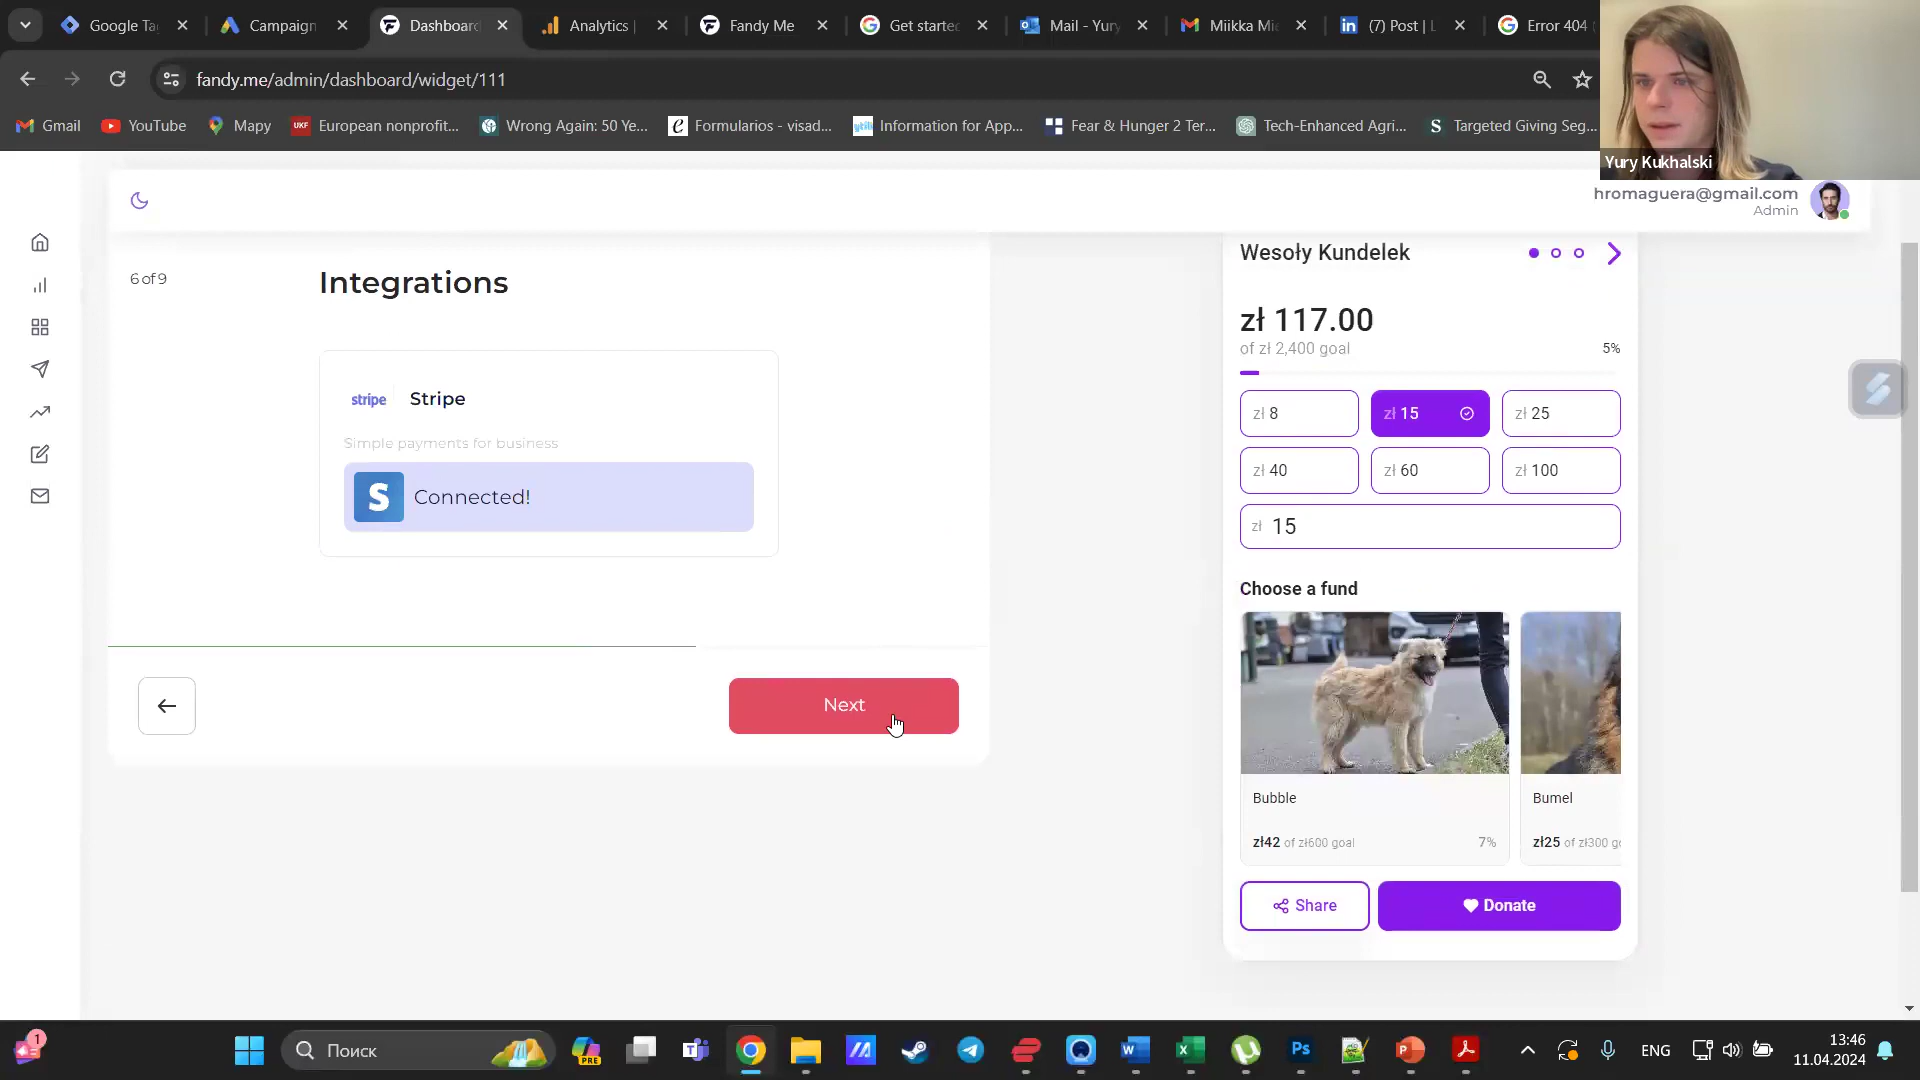 Google Ta
Campaign
Dashboard
Analytics |
Fandy Me
Get starte
Mail - Yury
Miikka Mi
(7) Post | L
Error 404
fandy.me/admin/dashboard/widget/111
Gmail
YouTube
Mapy
UKF
European nonprofit...
Wrong Again: 50 Ye...
Formularios - visad...
Information for App...
Fear & Hunger 2 Ter...
Tech-Enhanced Agri...
Targeted Giving Seg...
Yury Kukhalski
hromaguera@gmail.com
Admin
6 of 9
Integrations
stripe
Stripe
Simple payments for business
S Connected!
Next
Wesoły Kundelek
zł 117.00
of zł 2,400 goal
5%
zł 8
zł 15
zł 25
zł 40
zł 60
zł 100
zł 15
Choose a fund
Bubble
zł42 of zł600 goal
7%
Bumel
zł25 of zł300 go
Share
Donate
1
Поиск
PRE
ENG
13:46
11.04.2024